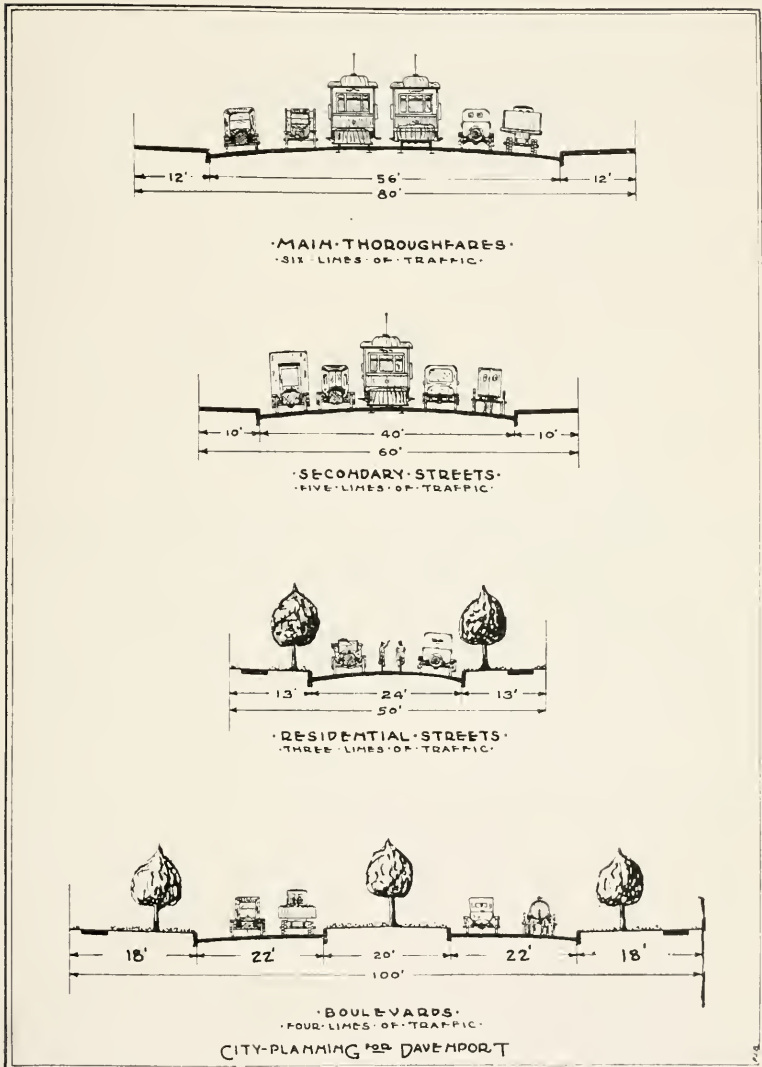 12' 56' 12'
80'
·MAIN·THOROUGHFARES·
·SIX·LINES·OF·TRAFFIC·
10' 40' 10'
60'
·SECONDARY·STREETS·
·FIVE·LINES·OF·TRAFFIC·
13' 24' 13'
50'
·RESIDENTIAL·STREETS·
·THREE·LINES·OF·TRAFFIC·
18' 22' 20' 22' 18'
100'
·BOULEVARDS·
·FOUR·LINES·OF·TRAFFIC·
CITY-PLANNING FOR DAVENPORT